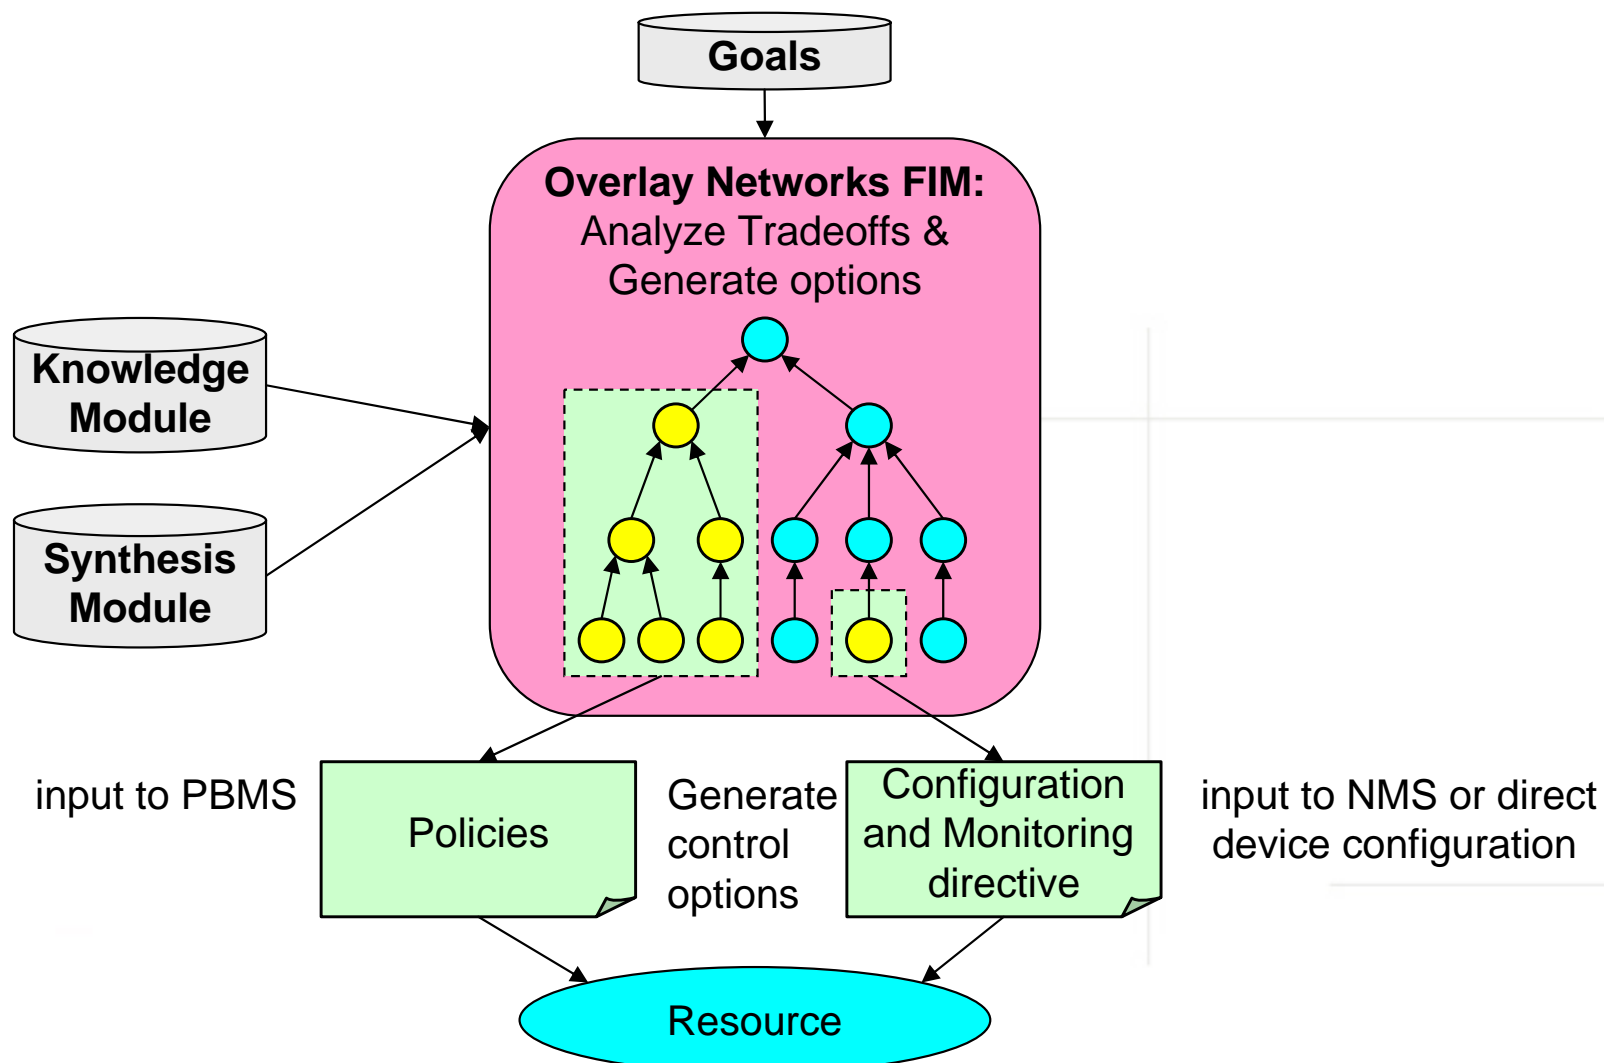 Goals
Overlay Networks FIM:
Analyze Tradeoffs &
Generate options
Knowledge
Module
Synthesis
Module
input to PBMS
Policies
Generate
control
options
Configuration
and Monitoring
directive
input to NMS or direct
device configuration
Resource